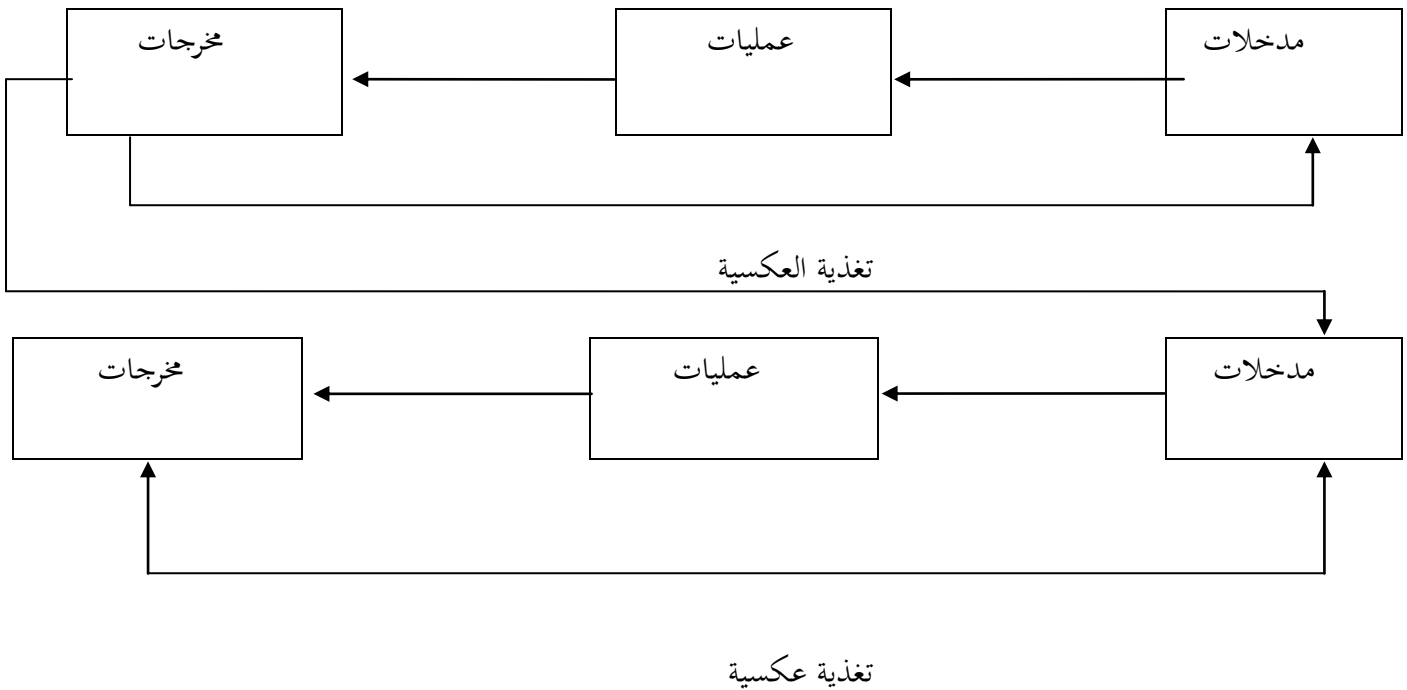 مدخلات
عمليات
مخرجات
تغذية العكسية
مدخلات
عمليات
مخرجات
تغذية عكسية